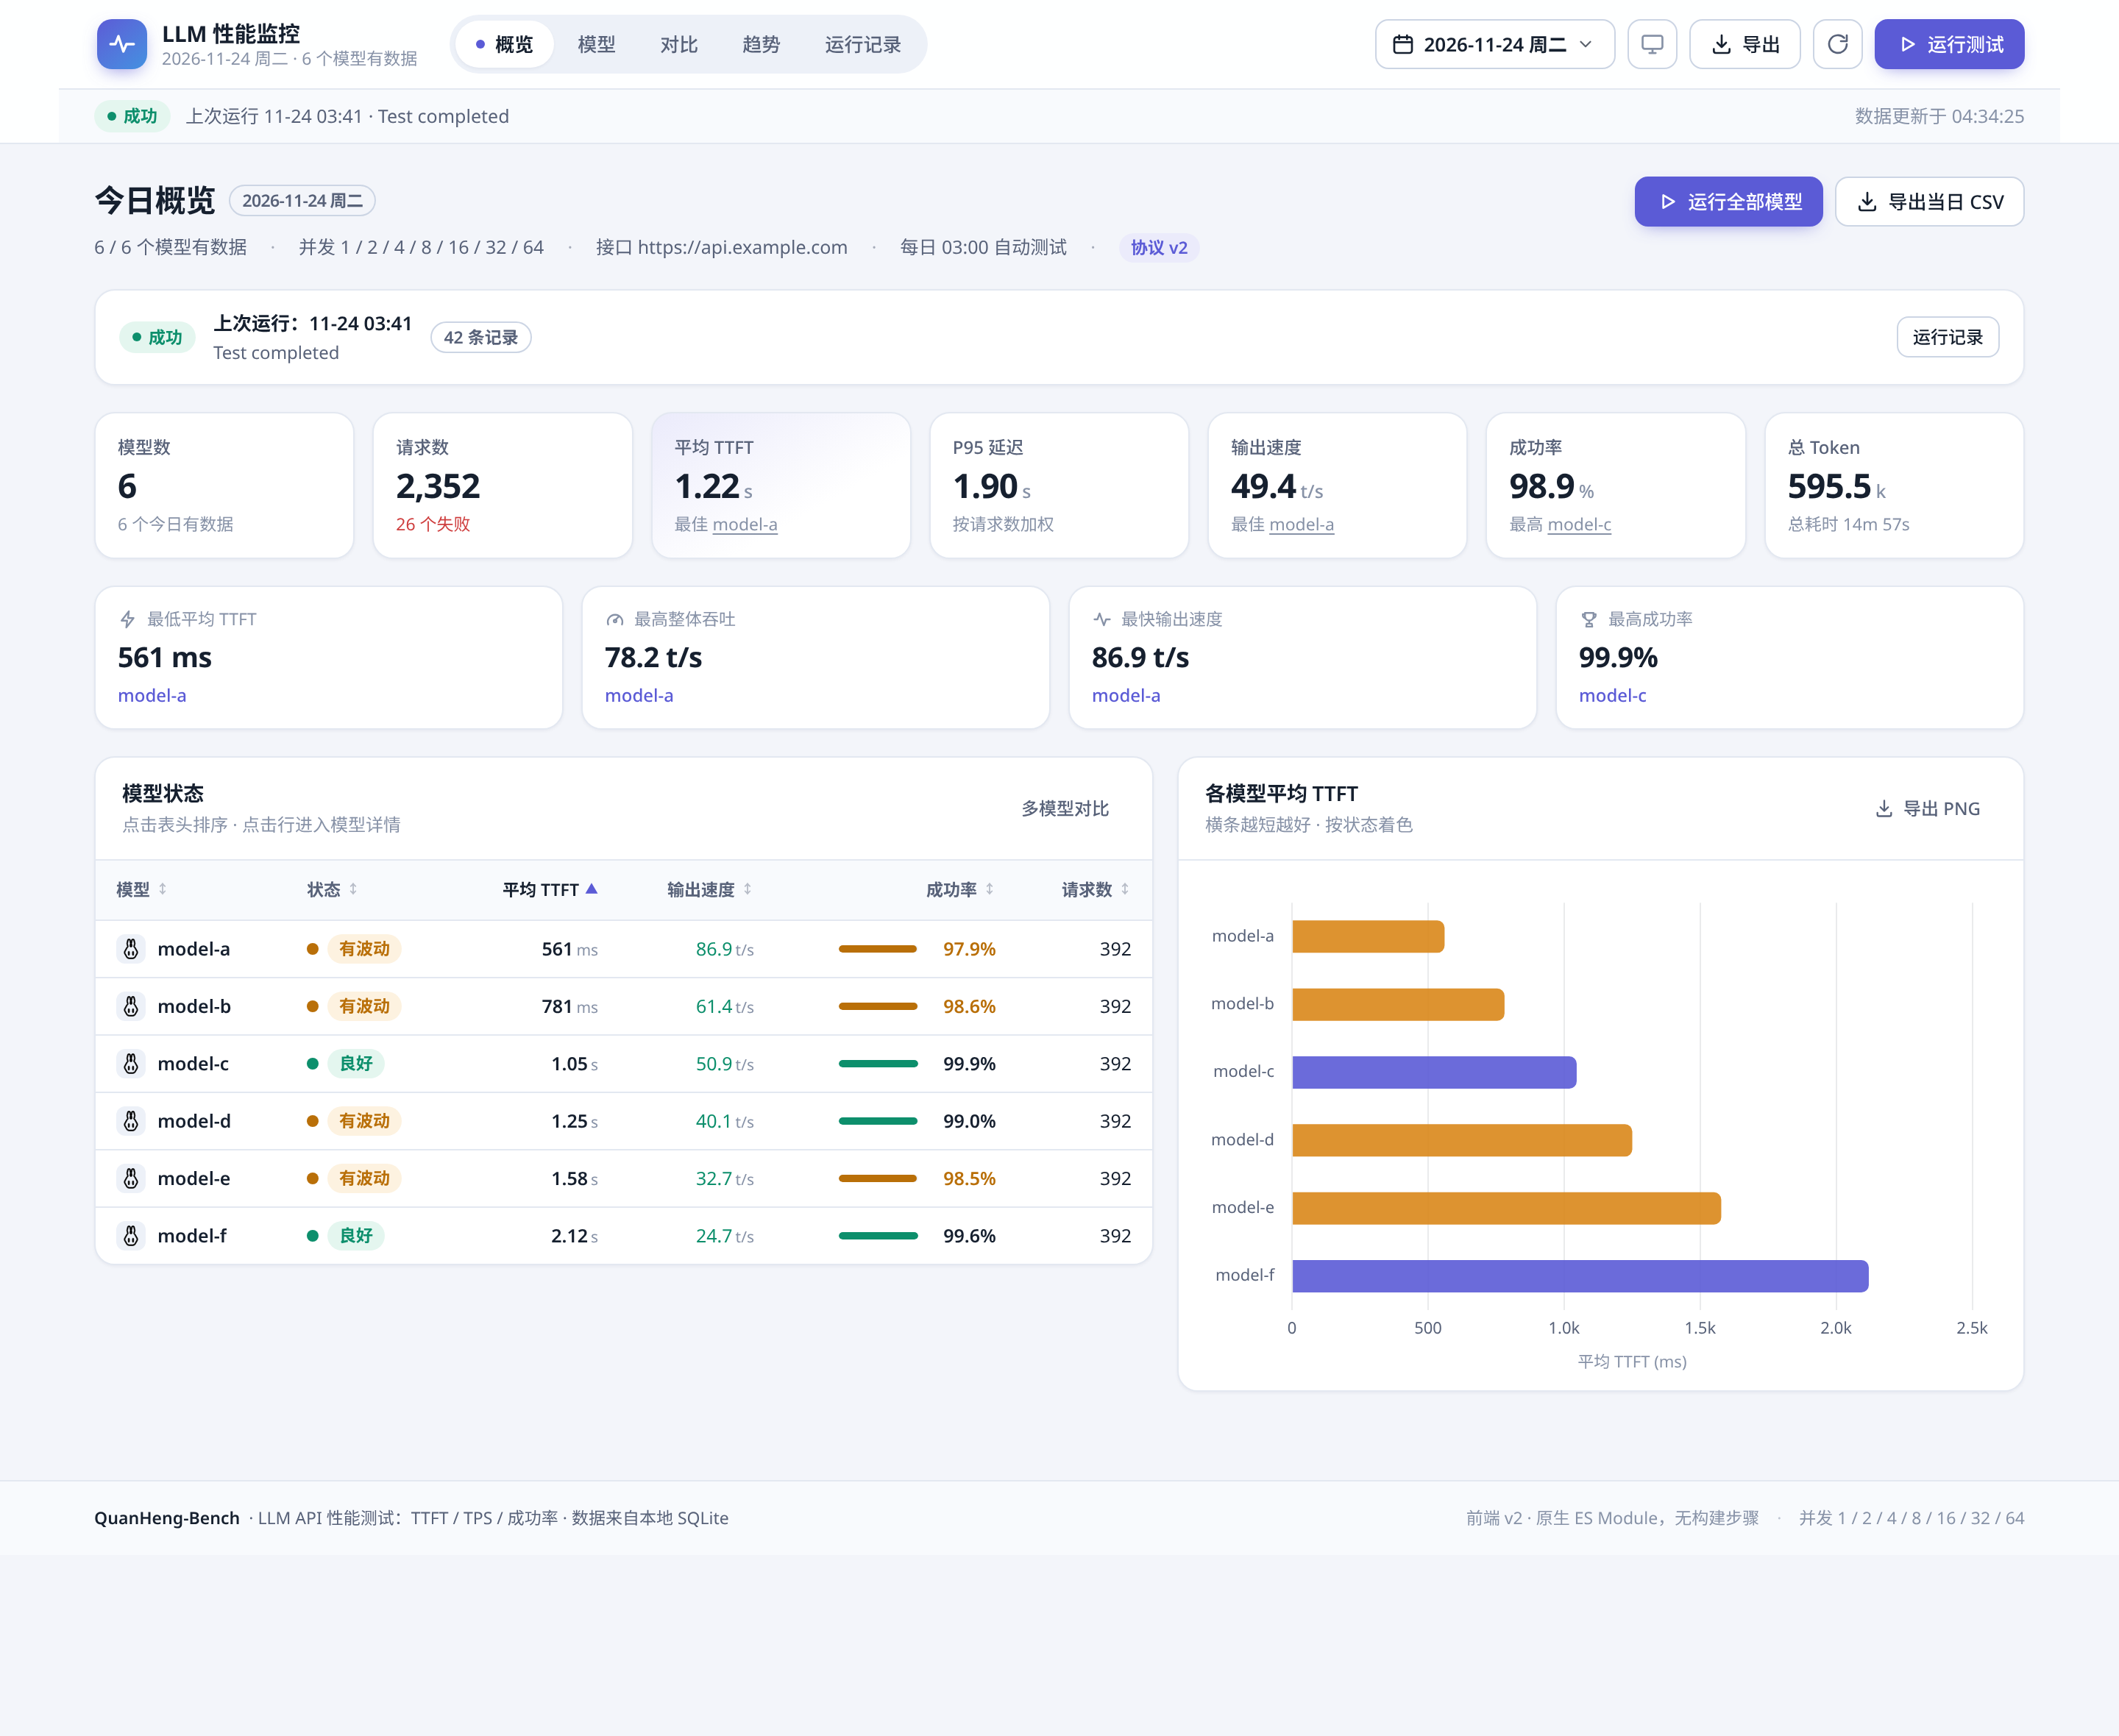 LLM 性能监控
2026-11-24 周二 · 6 个模型有数据
概览
模型
对比
趋势
运行记录
2026-11-24 周二
导出
运行测试
成功
上次运行 11-24 03:41 · Test completed
数据更新于 04:34:25
今日概览
2026-11-24 周二
运行全部模型
导出当日 CSV
6 / 6 个模型有数据 · 并发 1 / 2 / 4 / 8 / 16 / 32 / 64 · 接口 https://api.example.com · 每日 03:00 自动测试 · 协议 v2
成功
上次运行：11-24 03:41
Test completed
42 条记录
运行记录
模型数
6
6 个今日有数据
请求数
2,352
26 个失败
平均 TTFT
1.22 s
最佳 model-a
P95 延迟
1.90 s
按请求数加权
输出速度
49.4 t/s
最佳 model-a
成功率
98.9 %
最高 model-c
总 Token
595.5 k
总耗时 14m 57s
最低平均 TTFT
561 ms
model-a
最高整体吞吐
78.2 t/s
model-a
最快输出速度
86.9 t/s
model-a
最高成功率
99.9%
model-c
模型状态
点击表头排序 · 点击行进入模型详情
多模型对比
模型 状态 平均 TTFT 输出速度 成功率 请求数
model-a 有波动 561 ms 86.9 t/s 97.9% 392
model-b 有波动 781 ms 61.4 t/s 98.6% 392
model-c 良好 1.05 s 50.9 t/s 99.9% 392
model-d 有波动 1.25 s 40.1 t/s 99.0% 392
model-e 有波动 1.58 s 32.7 t/s 98.5% 392
model-f 良好 2.12 s 24.7 t/s 99.6% 392
各模型平均 TTFT
横条越短越好 · 按状态着色
导出 PNG
model-a
model-b
model-c
model-d
model-e
model-f
0 500 1.0k 1.5k 2.0k 2.5k
平均 TTFT (ms)
QuanHeng-Bench · LLM API 性能测试：TTFT / TPS / 成功率 · 数据来自本地 SQLite
前端 v2 · 原生 ES Module，无构建步骤 · 并发 1 / 2 / 4 / 8 / 16 / 32 / 64